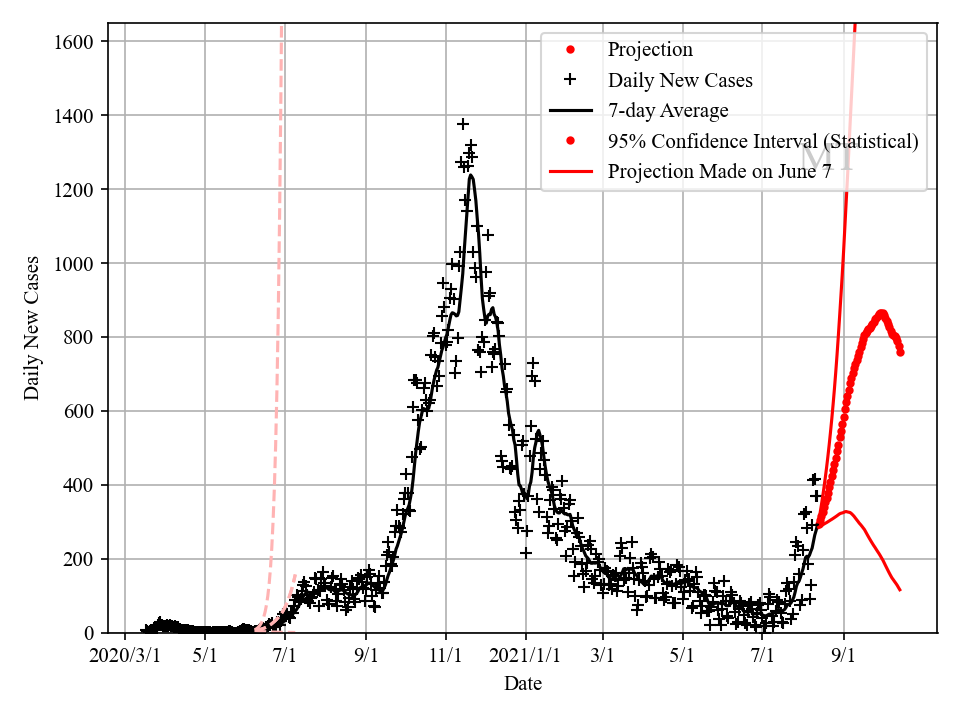 1600
1400
1200
1000
800
600
400
200
0
Daily New Cases
Projection
Daily New Cases
7-day Average
95% Confidence Interval (Statistical)
Projection Made on June 7
MT
2020/3/1 5/1 7/1 9/1 11/1 2021/1/1 3/1 5/1 7/1 9/1
Date